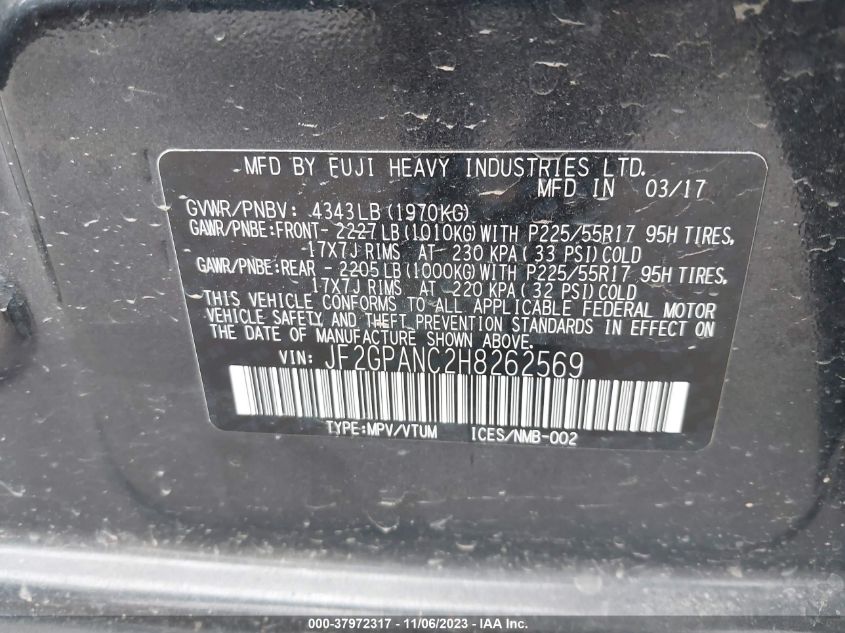 MFD BY FUJI HEAVY INDUSTRIES LTD.
MFD IN 03/17
GVWR/PNBV: 4343LB(1970KG)
GAWR/PNBE:FRONT- 2227LB(1010KG)WITH P225/55R17 95H TIRES,
17X7J RIMS AT 230 KPA(33 PSI)COLD
GAWR/PNBE:REAR - 2205LB(1000KG)WITH P225/55R17 95H TIRES,
17X7J RIMS AT 220 KPA(32 PSI)COLD
THIS VEHICLE CONFORMS TO ALL APPLICABLE FEDERAL MOTOR
VEHICLE SAFETY, AND THEFT PREVENTION STANDARDS IN EFFECT ON
THE DATE OF MANUFACTURE SHOWN ABOVE.
VIN: JF2GPANC2H8262569
TYPE:MPV/VTUM ICES/NMB-002
000-37972317 - 11/06/2023 - IAA Inc.